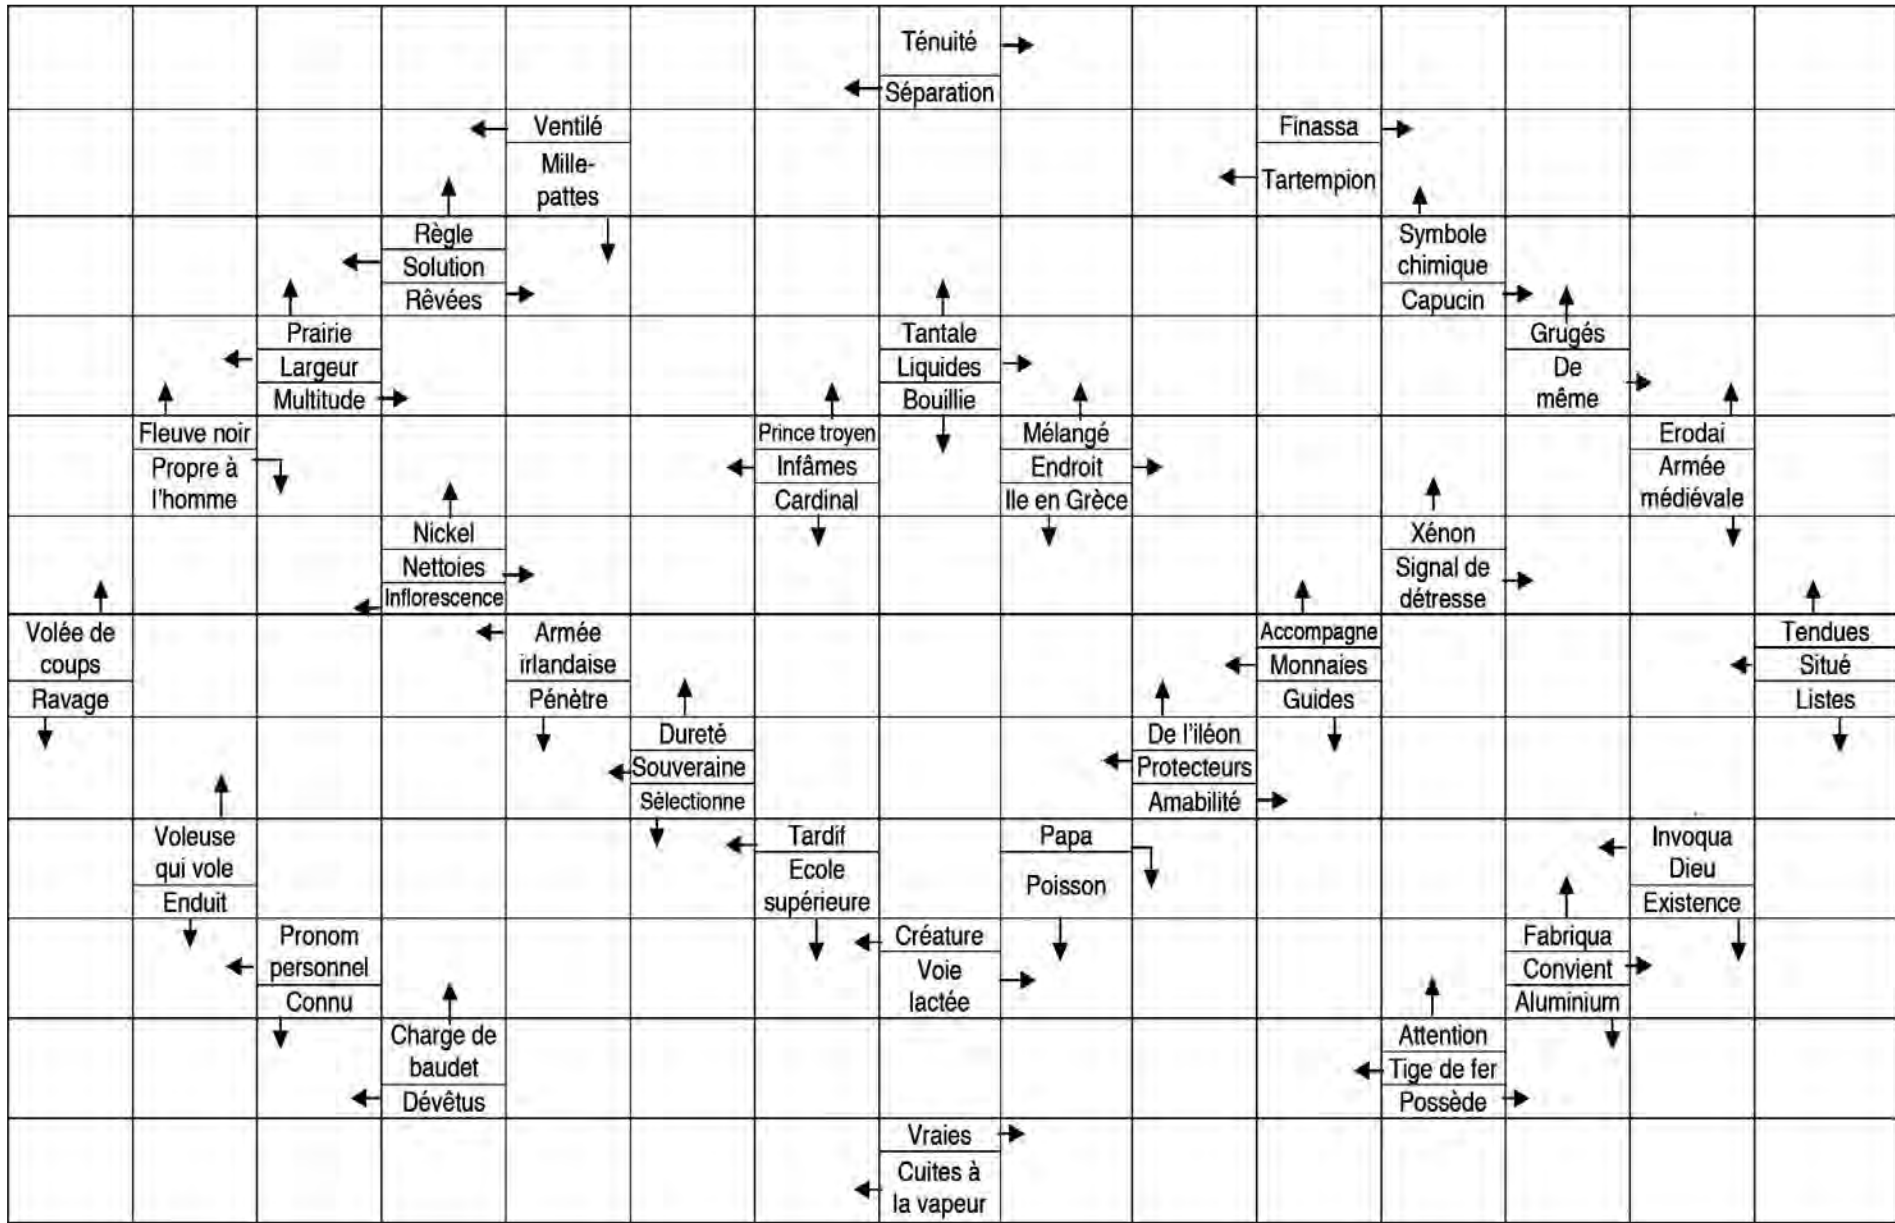 Ténuité
Séparation
Ventilé
Mille-
pattes
Finassa
Tartempion
Règle
Solution
Rêvées
Symbole
chimique
Capucin
Prairie
Largeur
Multitude
Tantale
Liquides
Bouillie
Grugés
De
même
Fleuve noir
Propre à
l'homme
Prince troyen
Infâmes
Cardinal
Mélangé
Endroit
Ile en Grèce
Erodai
Armée
médiévale
Nickel
Nettoies
Inflorescence
Xénon
Signal de
détresse
Volée de
coups
Ravage
Armée
irlandaise
Pénètre
Accompagne
Monnaies
Guides
Tendues
Situé
Listes
Dureté
Souveraine
Sélectionne
De l'iléon
Protecteurs
Amabilité
Voleuse
qui vole
Enduit
Tardif
Ecole
supérieure
Papa
Poisson
Invoqua
Dieu
Existence
Pronom
personnel
Connu
Créature
Voie
lactée
Fabriqua
Convient
Aluminium
Charge de
baudet
Dévêtus
Attention
Tige de fer
Possède
Vraies
Cuites à
la vapeur